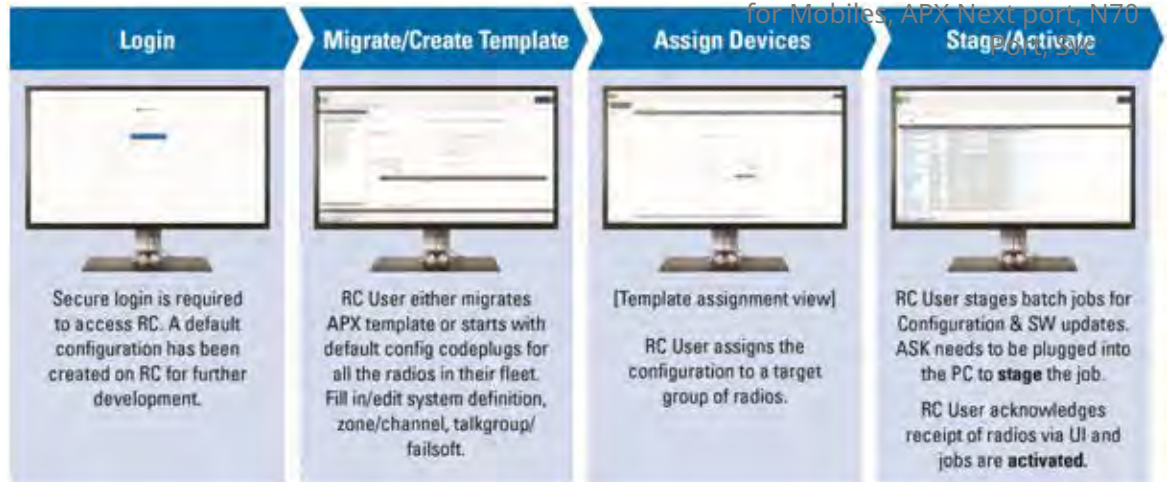 for Mobiles, APX Next port, N70
Port, Svc
Login
Migrate/Create Template
Assign Devices
Stage/Activate
Secure login is required
to access RC. A default
configuration has been
created on RC for further
development.
RC User either migrates
APX template or starts with
default config codeplugs for
all the radios in their fleet.
Fill in/edit system definition,
zone/channel, talkgroup/
failsoft.
[Template assignment view]
RC User assigns the
configuration to a target
group of radios.
RC User stages batch jobs for
Configuration & SW updates.
ASK needs to be plugged into
the PC to stage the job.
RC User acknowledges
receipt of radios via UI and
jobs are activated.